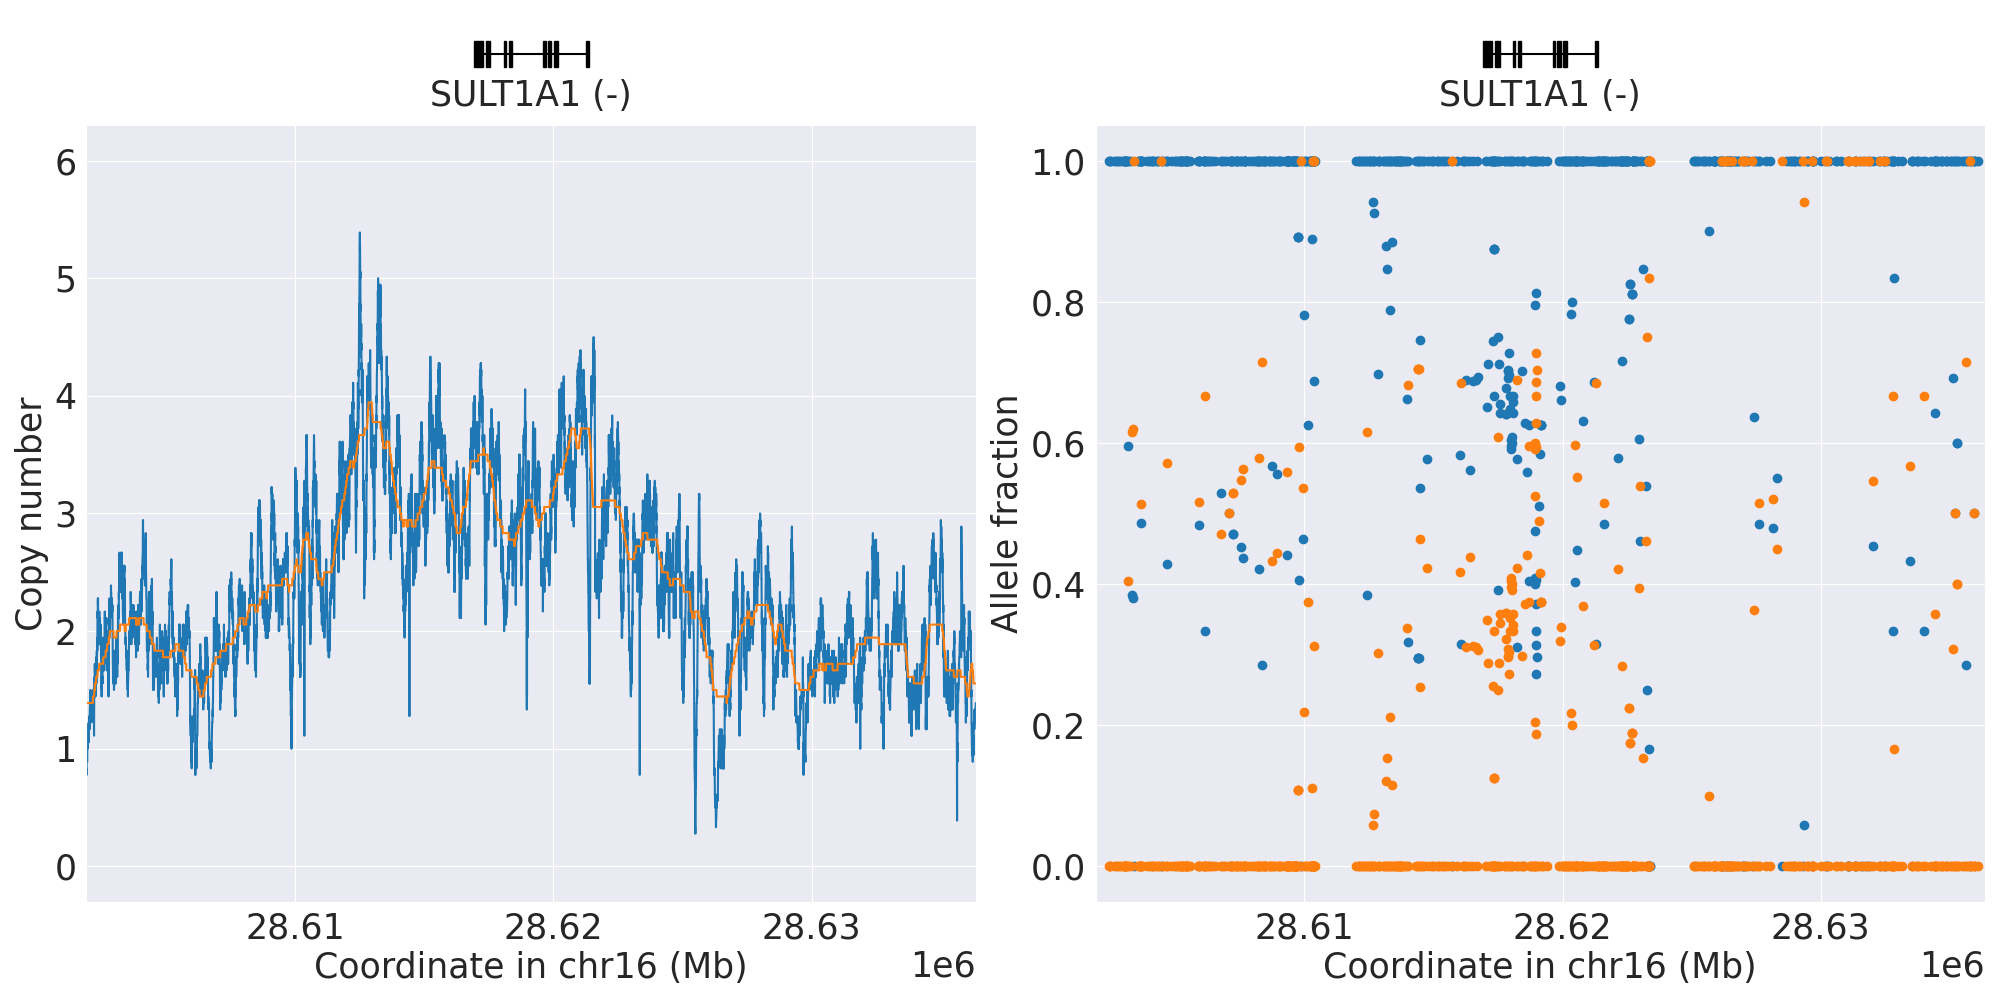 SULT1A1 (-)
6
5
4
3
2
1
0
Copy number
28.61
28.62
28.63
Coordinate in chr16 (Mb)
1e6
SULT1A1 (-)
1.0
0.8
0.6
0.4
0.2
0.0
Allele fraction
28.61
28.62
28.63
Coordinate in chr16 (Mb)
1e6